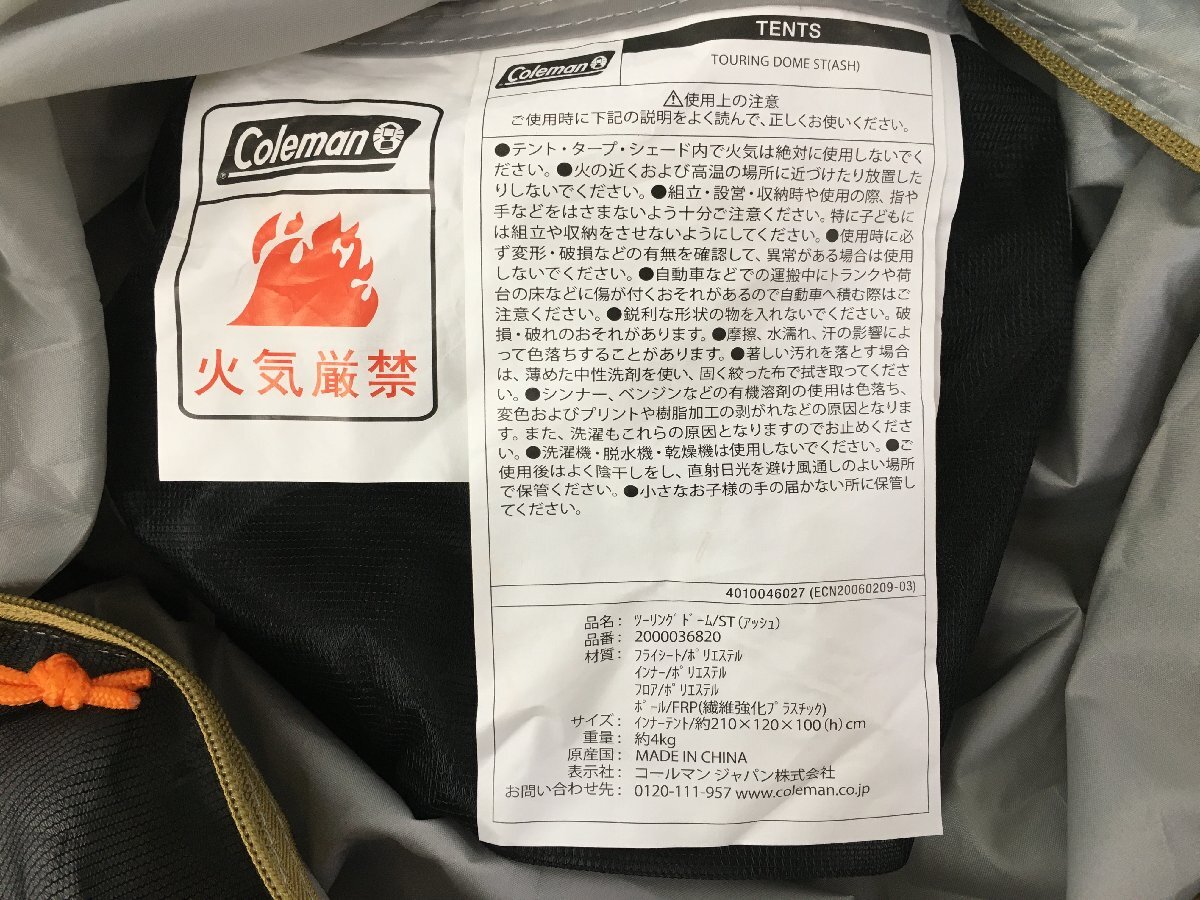 Coleman
火気厳禁
TENTS
Coleman
TOURING DOME ST(ASH)
⚠使用上の注意
ご使用時に下記の説明をよく読んで、正しくお使いください。
●テント・タープ・シェード内で火気は絶対に使用しないでく
ださい。●火の近くおよび高温の場所に近づけたり放置した
りしないでください。●組立・設営・収納時や使用の際、指や
手などをはさまないよう十分ご注意ください。特に子どもに
は組立や収納をさせないようにしてください。●使用時に必
ず変形・破損などの有無を確認して、異常がある場合は使用
しないでください。●自動車などでの運搬中にトランクや荷
台の床などに傷が付くおそれがあるので自動車へ積む際はご
注意ください。●鋭利な形状の物を入れないでください。破
損・破れのおそれがあります。●摩擦、水濡れ、汗の影響によ
って色落ちすることがあります。●著しい汚れを落とす場合
は、薄めた中性洗剤を使い、固く絞った布で拭き取ってくださ
い。●シンナー、ベンジンなどの有機溶剤の使用は色落ち、
変色およびプリントや樹脂加工の剥がれなどの原因となりま
す。また、洗濯もこれらの原因となりますのでお止めくださ
い。●洗濯機・脱水機・乾燥機は使用しないでください。●ご
使用後はよく陰干しをし、直射日光を避け風通しのよい場所
で保管ください。●小さなお子様の手の届かない所に保管し
てください。
4010046027 (ECN20060209-03)
品名： ﾂｰﾘﾝｸﾞﾄﾞｰﾑ/ST(ｱｯｼｭ)
品番： 2000036820
材質： ﾌﾗｲｼｰﾄ/ﾎﾟﾘｴｽﾃﾙ
ｲﾝﾅｰ/ﾎﾟﾘｴｽﾃﾙ
ﾌﾛｱ/ﾎﾟﾘｴｽﾃﾙ
ﾎﾟｰﾙ/FRP(繊維強化ﾌﾟﾗｽﾁｯｸ)
サイズ： ｲﾝﾅｰﾃﾝﾄ/約210×120×100(h)cm
重量： 約4kg
原産国： MADE IN CHINA
表示社： コールマン ジャパン株式会社
お問い合わせ先： 0120-111-957 www.coleman.co.jp